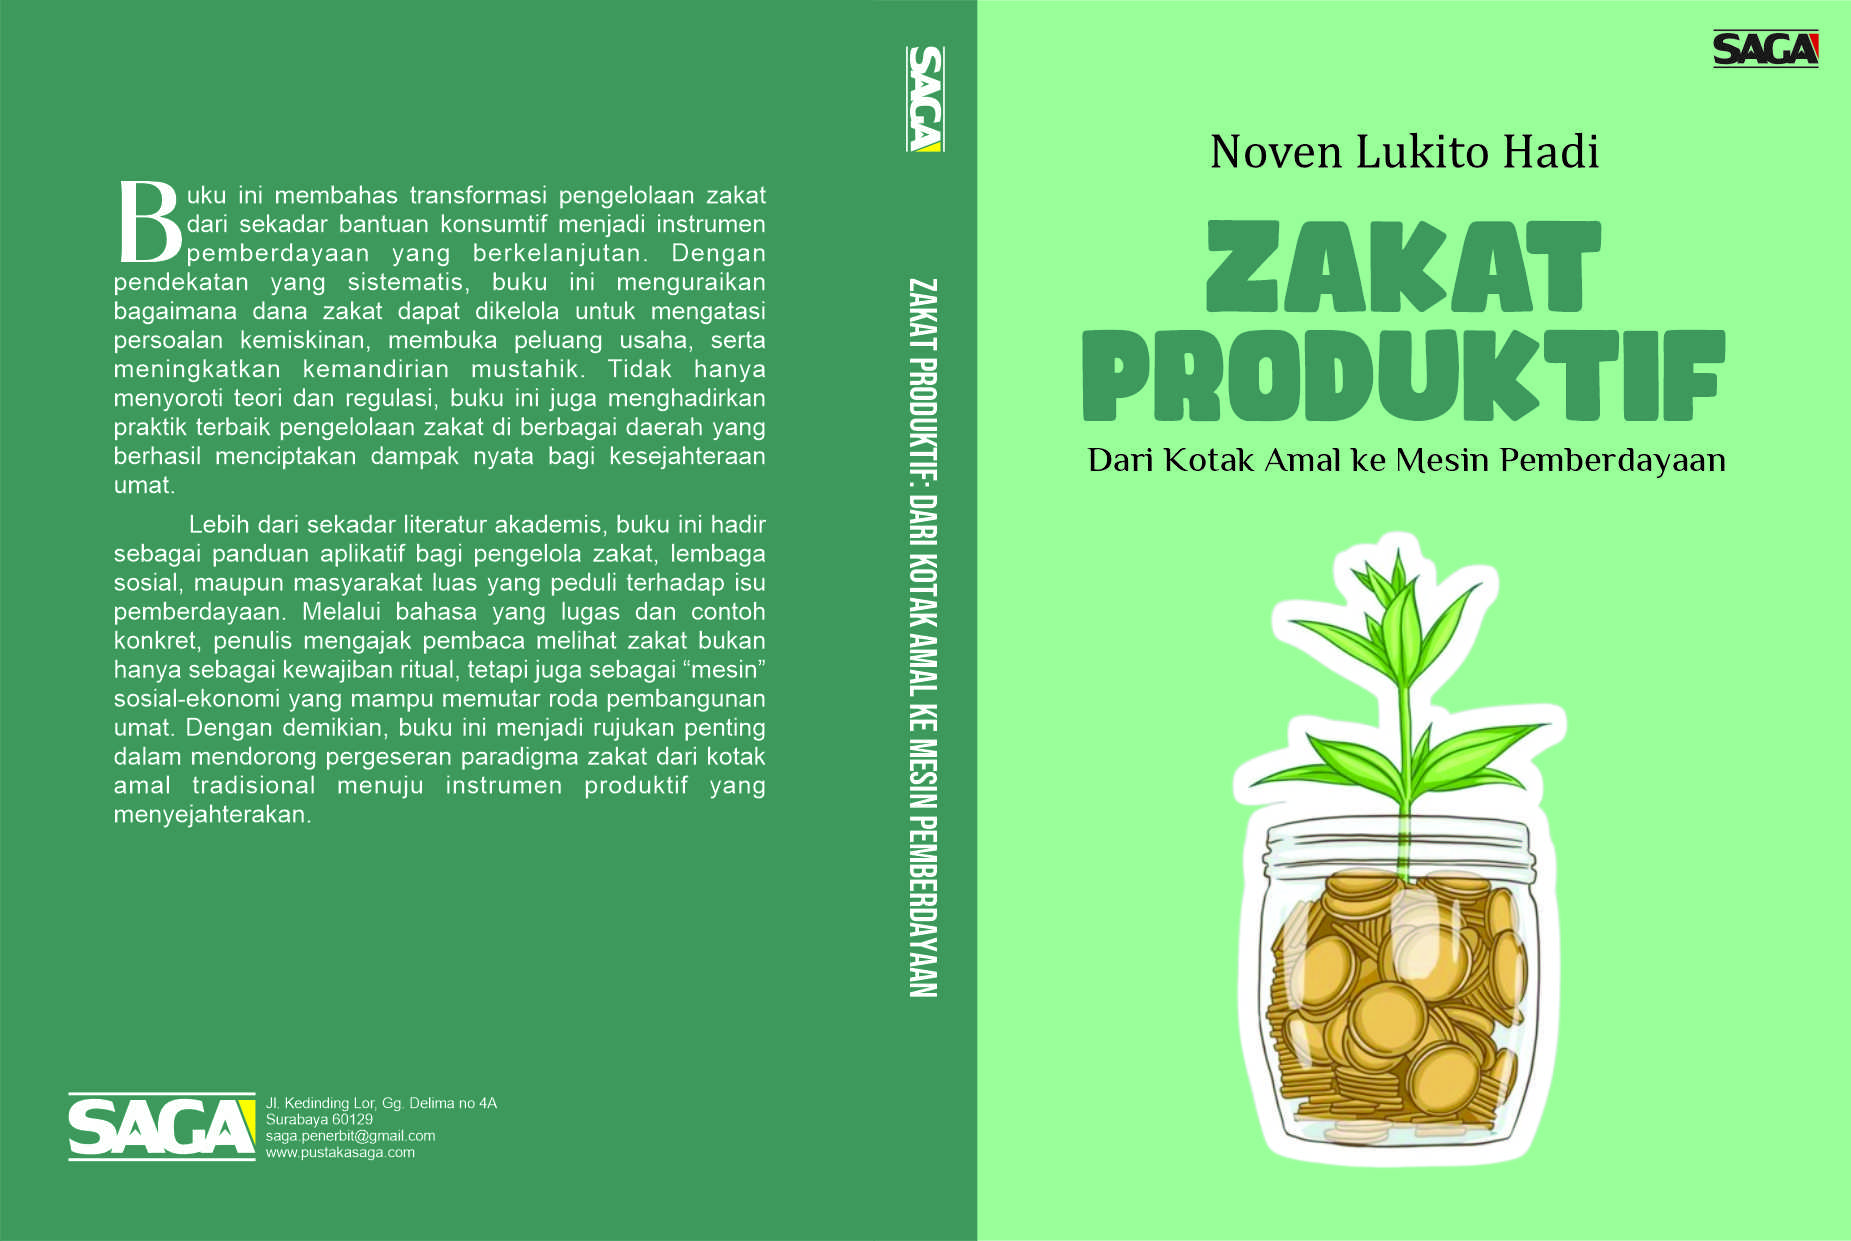 Buku ini membahas transformasi pengelolaan zakat
dari sekadar bantuan konsumtif menjadi instrumen
pemberdayaan yang berkelanjutan. Dengan
pendekatan yang sistematis, buku ini menguraikan
bagaimana dana zakat dapat dikelola untuk mengatasi
persoalan kemiskinan, membuka peluang usaha, serta
meningkatkan kemandirian mustahik. Tidak hanya
menyoroti teori dan regulasi, buku ini juga menghadirkan
praktik terbaik pengelolaan zakat di berbagai daerah yang
berhasil menciptakan dampak nyata bagi kesejahteraan
umat.
Lebih dari sekadar literatur akademis, buku ini hadir
sebagai panduan aplikatif bagi pengelola zakat, lembaga
sosial, maupun masyarakat luas yang peduli terhadap isu
pemberdayaan. Melalui bahasa yang lugas dan contoh
konkret, penulis mengajak pembaca melihat zakat bukan
hanya sebagai kewajiban ritual, tetapi juga sebagai “mesin”
sosial-ekonomi yang mampu memutar roda pembangunan
umat. Dengan demikian, buku ini menjadi rujukan penting
dalam mendorong pergeseran paradigma zakat dari kotak
amal tradisional menuju instrumen produktif yang
menyejahterakan.
SAGA
Jl. Kedinding Lor, Gg. Delima no 4A
Surabaya 60129
saga.penerbit@gmail.com
www.pustakasaga.com
SAGA
ZAKAT PRODUKTIF: DARI KOTAK AMAL KE MESIN PEMBERDAYAAN
SAGA
Noven Lukito Hadi
ZAKAT
PRODUKTIF
Dari Kotak Amal ke Mesin Pemberdayaan